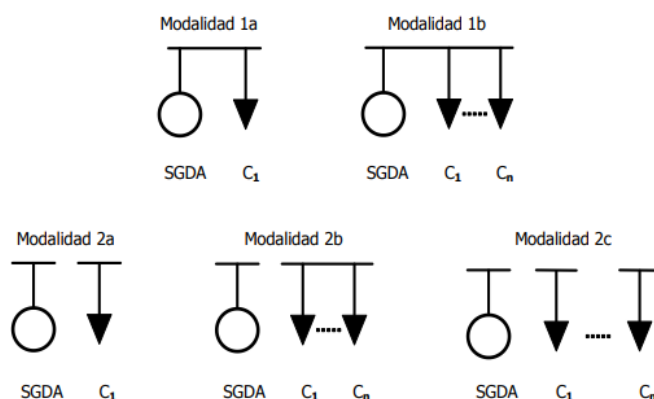 Modalidad 1a
Modalidad 1b
SGDA C₁
SGDA C₁ Cₙ
Modalidad 2a
Modalidad 2b
Modalidad 2c
SGDA C₁
SGDA C₁ Cₙ
SGDA C₁ Cₙ